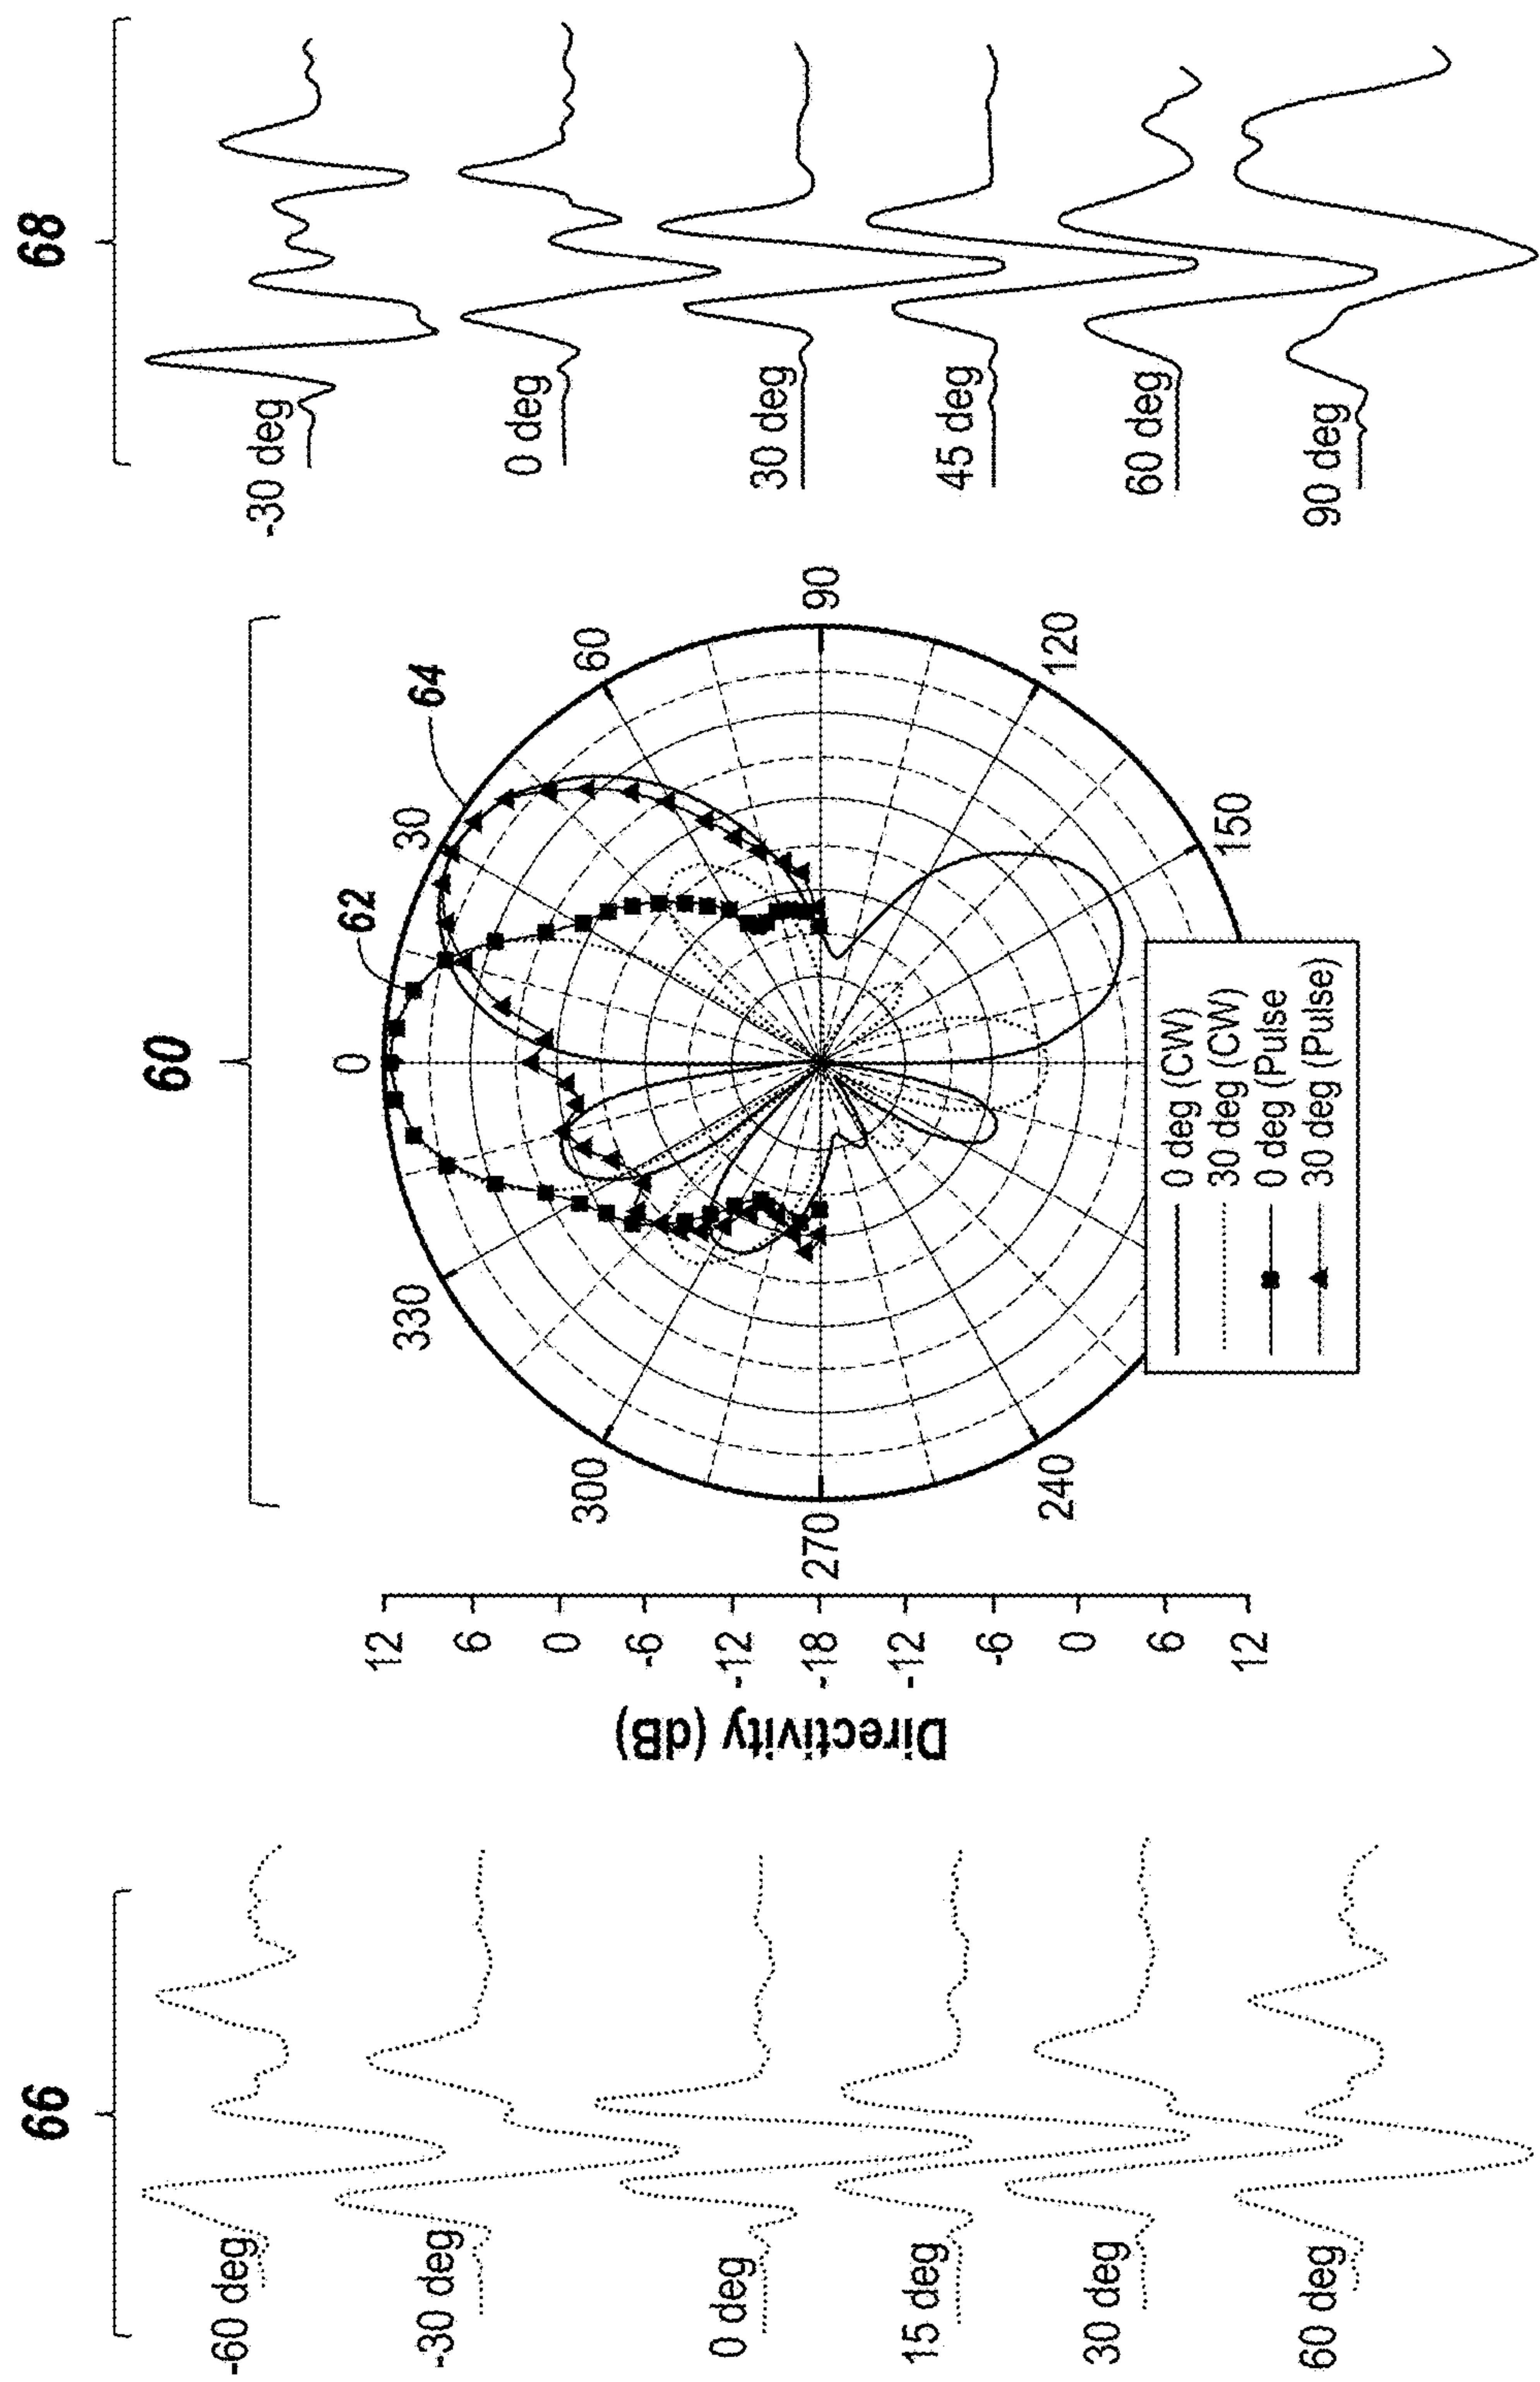 66
-60 deg
-30 deg
0 deg
15 deg
30 deg
60 deg
Directivity (dB)
12
6
0
-6
-12
-18
-12
-6
0
6
12
60
62
64
0
30
60
90
120
150
240
270
300
330
0 deg (CW)
30 deg (CW)
0 deg (Pulse
30 deg (Pulse)
68
-30 deg
0 deg
30 deg
45 deg
60 deg
90 deg